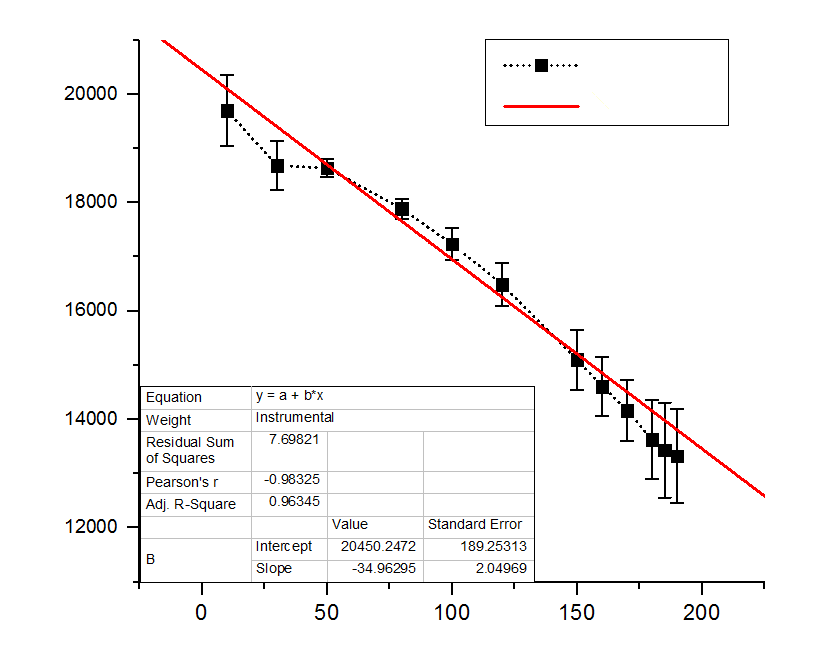 20000
18000
16000
14000
12000
Equation y = a + b*x
Weight Instrumental
Residual Sum
of Squares 7.69821
Pearson's r -0.98325
Adj. R-Square 0.96345
Value Standard Error
B Intercept 20450.2472 189.25313
Slope -34.96295 2.04969
0 50 100 150 200